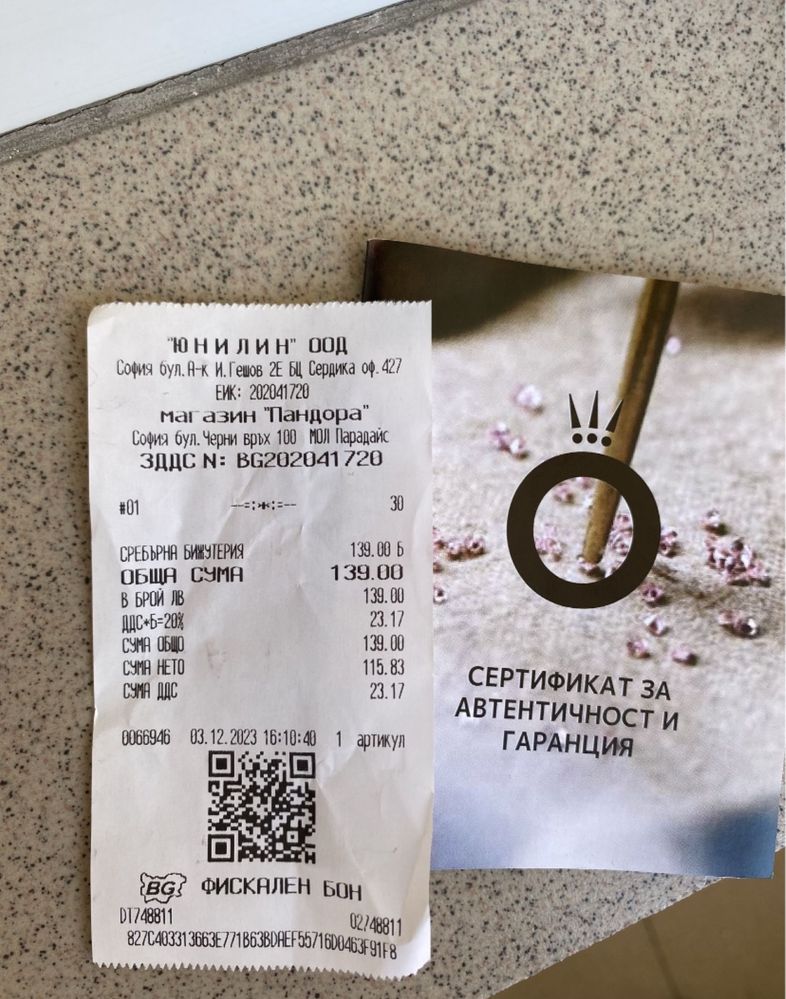 "ЮНИЛИН" ООД
София бул.А-к И.Гешов 2Е БЦ Сердика оф.427
ЕИК: 202041720
магазин "Пандора"
София бул.Черни връх 100 МОЛ Парадайс
ЗДДС N: BG202041720
#01 --=:ж:=-- 30
СРЕБЪРНА БИЖУТЕРИЯ 139.00 Б
ОБЩА СУМА 139.00
В БРОЙ ЛВ 139.00
ДДС*Б=20% 23.17
СУМА ОБЩО 139.00
СУМА НЕТО 115.83
СУМА ДДС 23.17
0066946 03.12.2023 16:10:40 1 артикул
BG ФИСКАЛЕН БОН
DT748811 02748811
827C403313663E771B63BDAEF55716D0463F91F8
СЕРТИФИКАТ ЗА
АВТЕНТИЧНОСТ И
ГАРАНЦИЯ